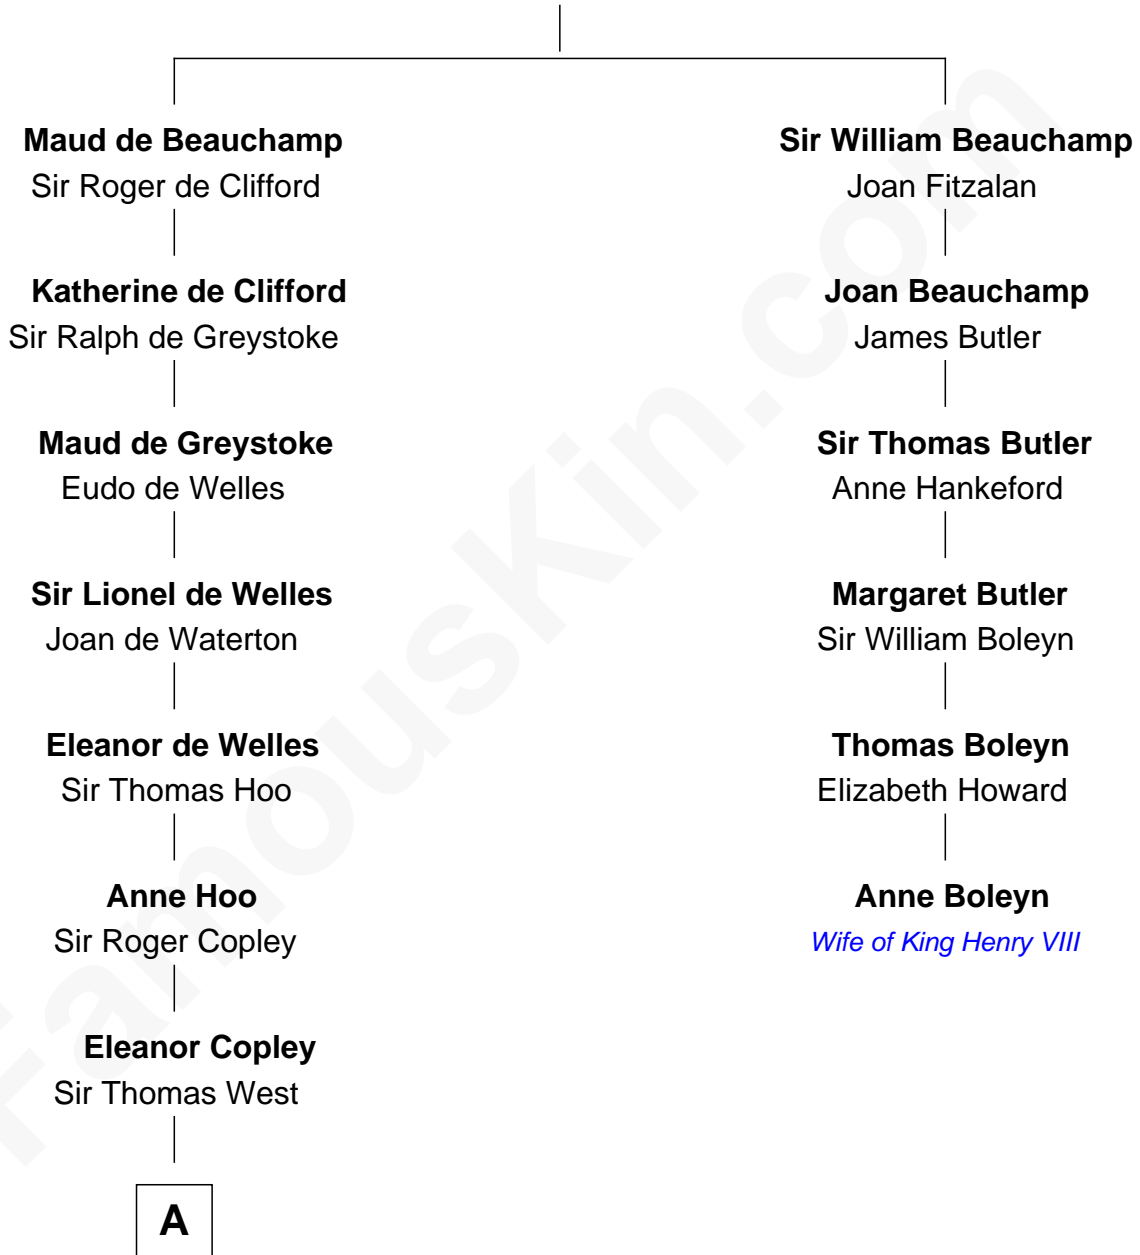 Maud de Beauchamp
Sir Roger de Clifford
Katherine de Clifford
Sir Ralph de Greystoke
Maud de Greystoke
Eudo de Welles
Sir Lionel de Welles
Joan de Waterton
Eleanor de Welles
Sir Thomas Hoo
Anne Hoo
Sir Roger Copley
Eleanor Copley
Sir Thomas West
A
Sir William Beauchamp
Joan Fitzalan
Joan Beauchamp
James Butler
Sir Thomas Butler
Anne Hankeford
Margaret Butler
Sir William Boleyn
Thomas Boleyn
Elizabeth Howard
Anne Boleyn
Wife of King Henry VIII
FamousKin.com